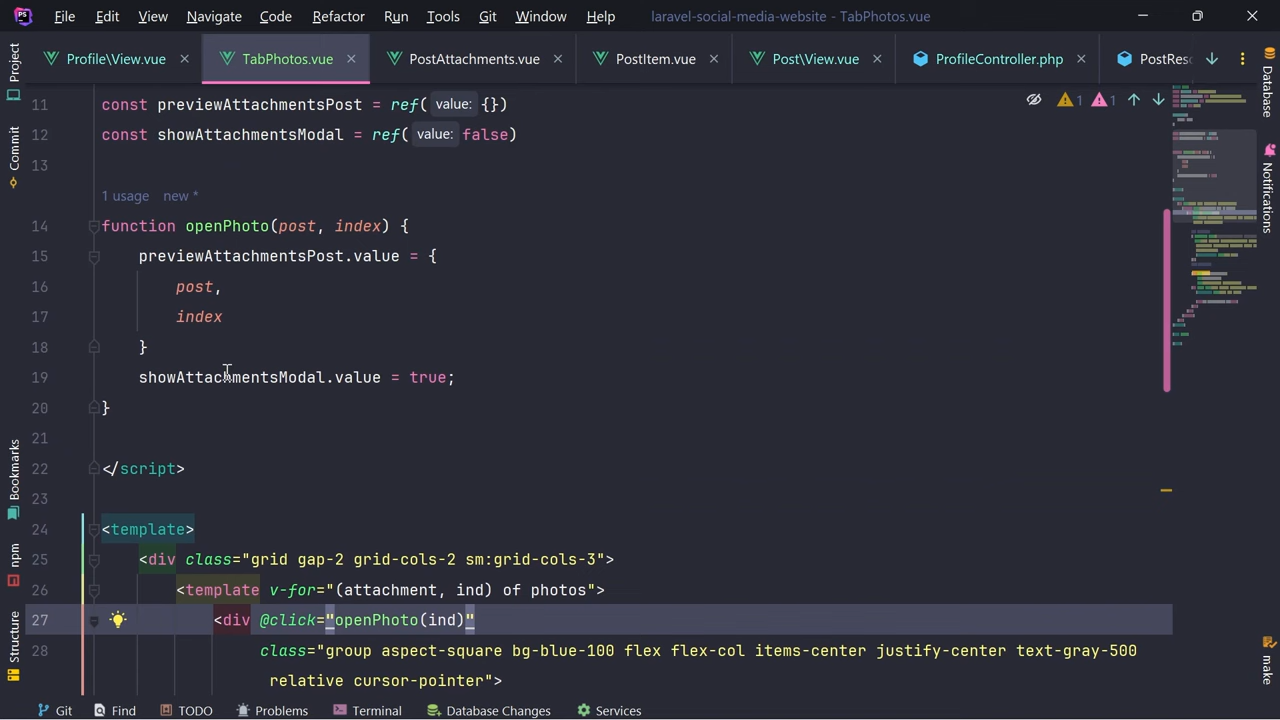 PS File Edit View Navigate Code Refactor Run Tools Git Window Help laravel-social-media-website - TabPhotos.vue
Profile\View.vue TabPhotos.vue PostAttachments.vue PostItem.vue Post\View.vue ProfileController.php PostRes
11 const previewAttachmentsPost = ref( value: {})
1 1
12 const showAttachmentsModal = ref( value: false)
13
1 usage new *
14 function openPhoto(post, index) {
15 previewAttachmentsPost.value = {
16 post,
17 index
18 }
19 showAttachmentsModal.value = true;
20 }
21
22 </script>
23
24 <template>
25 <div class="grid gap-2 grid-cols-2 sm:grid-cols-3">
26 <template v-for="(attachment, ind) of photos">
27 <div @click="openPhoto(ind)"
28 class="group aspect-square bg-blue-100 flex flex-col items-center justify-center text-gray-500
relative cursor-pointer">
Project
Commit
Bookmarks
npm
Structure
Database
Notifications
make
Git Find TODO Problems Terminal Database Changes Services